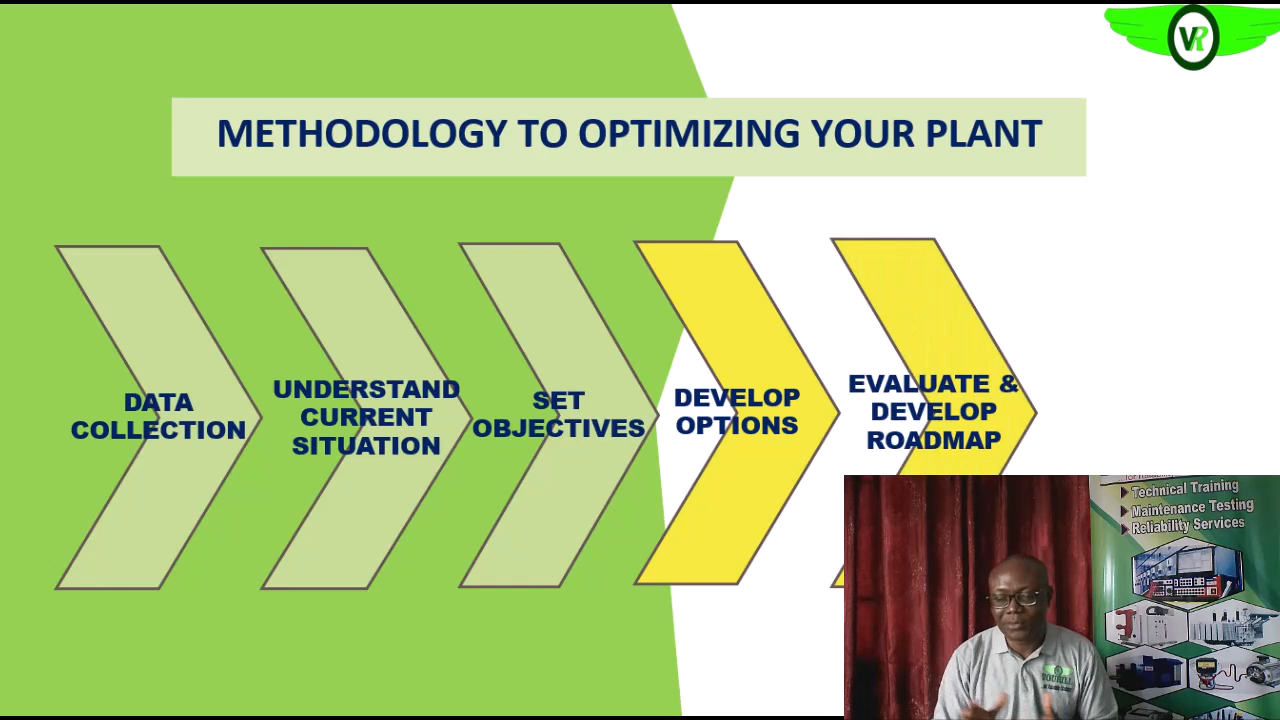 VR
METHODOLOGY TO OPTIMIZING YOUR PLANT
DATA
COLLECTION
UNDERSTAND
CURRENT
SITUATION
SET
OBJECTIVES
DEVELOP
OPTIONS
EVALUATE &
DEVELOP
ROADMAP
Technical Training
Maintenance Testing
Reliability Services